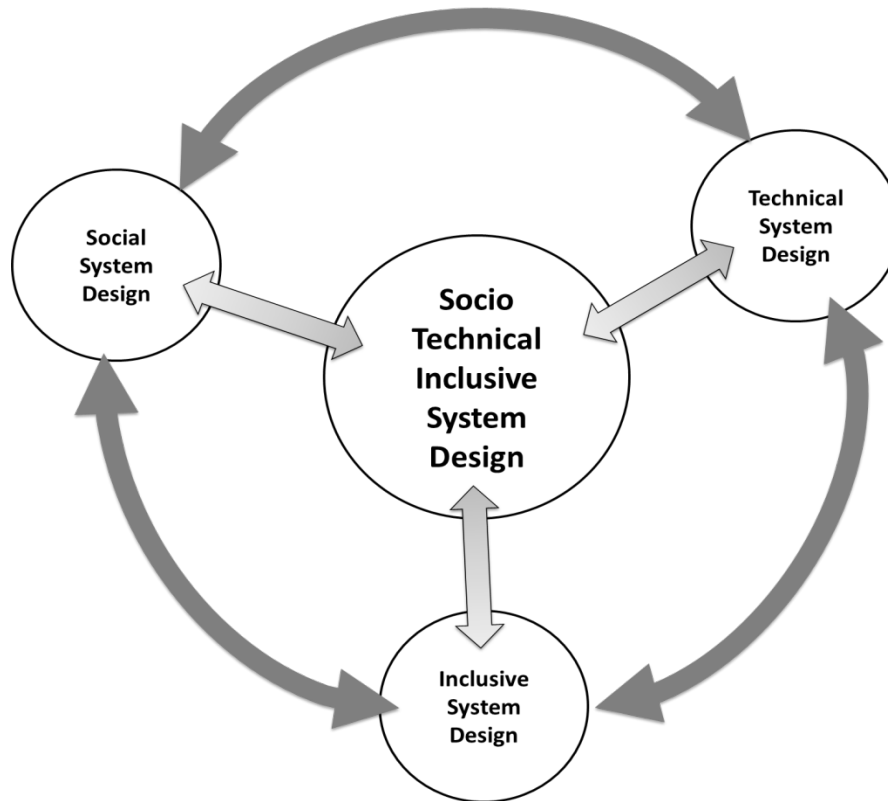 Social
System
Design
Technical
System
Design
Socio
Technical
Inclusive
System
Design
Inclusive
System
Design